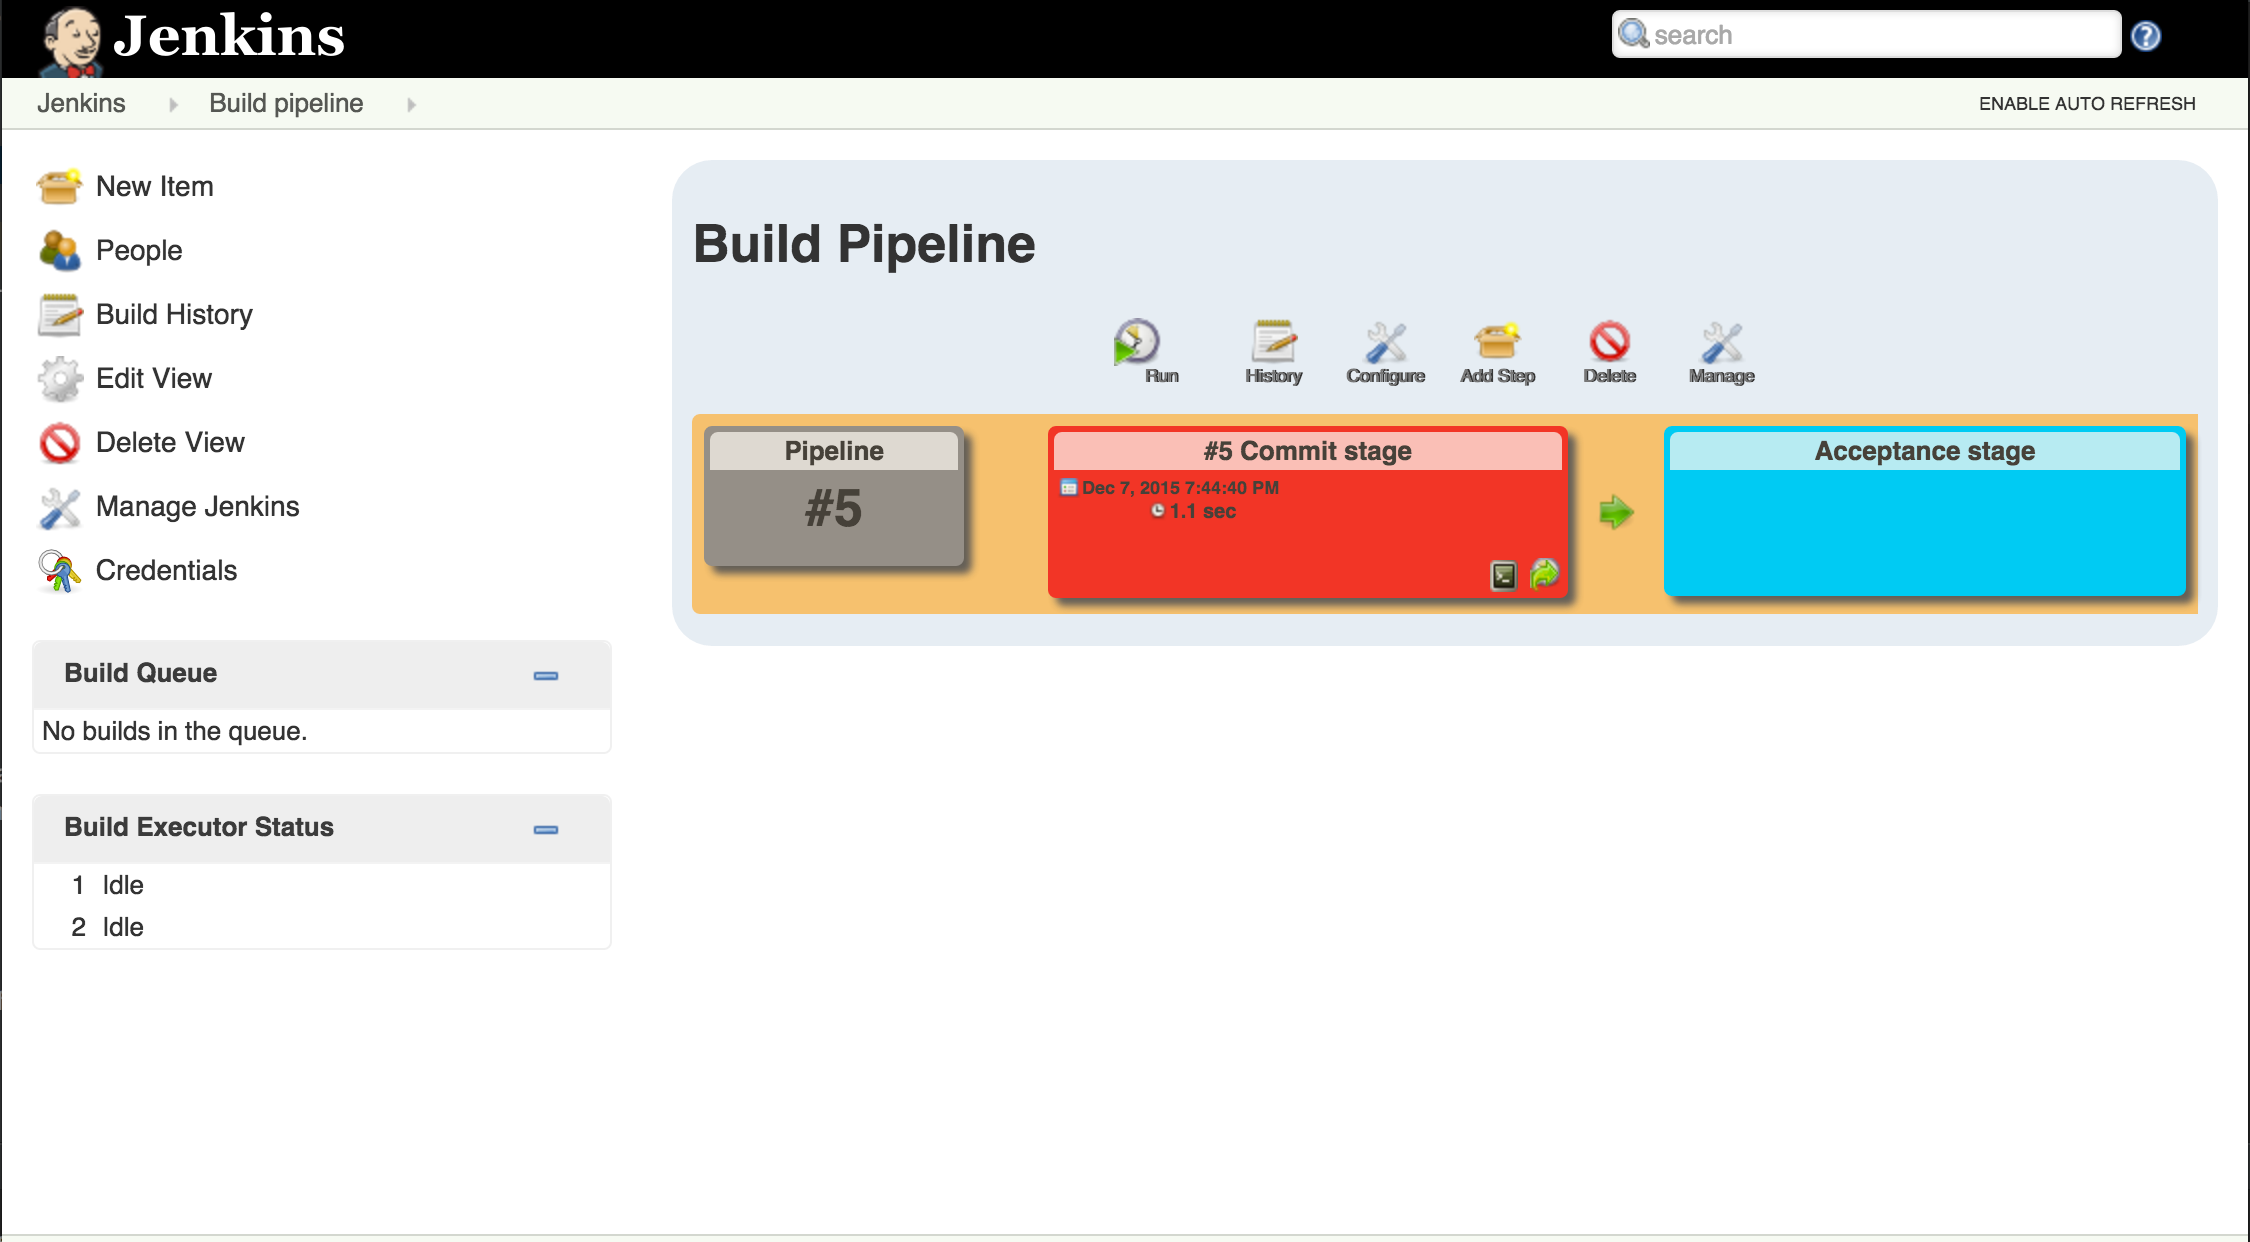 Jenkins
search
Jenkins
Build pipeline
ENABLE AUTO REFRESH
New Item
People
Build History
Edit View
Delete View
Manage Jenkins
Credentials
Build Queue
No builds in the queue.
Build Executor Status
1 Idle
2 Idle
Build Pipeline
Run
History
Configure
Add Step
Delete
Manage
Pipeline
#5
#5 Commit stage
Dec 7, 2015 7:44:40 PM
1.1 sec
Acceptance stage